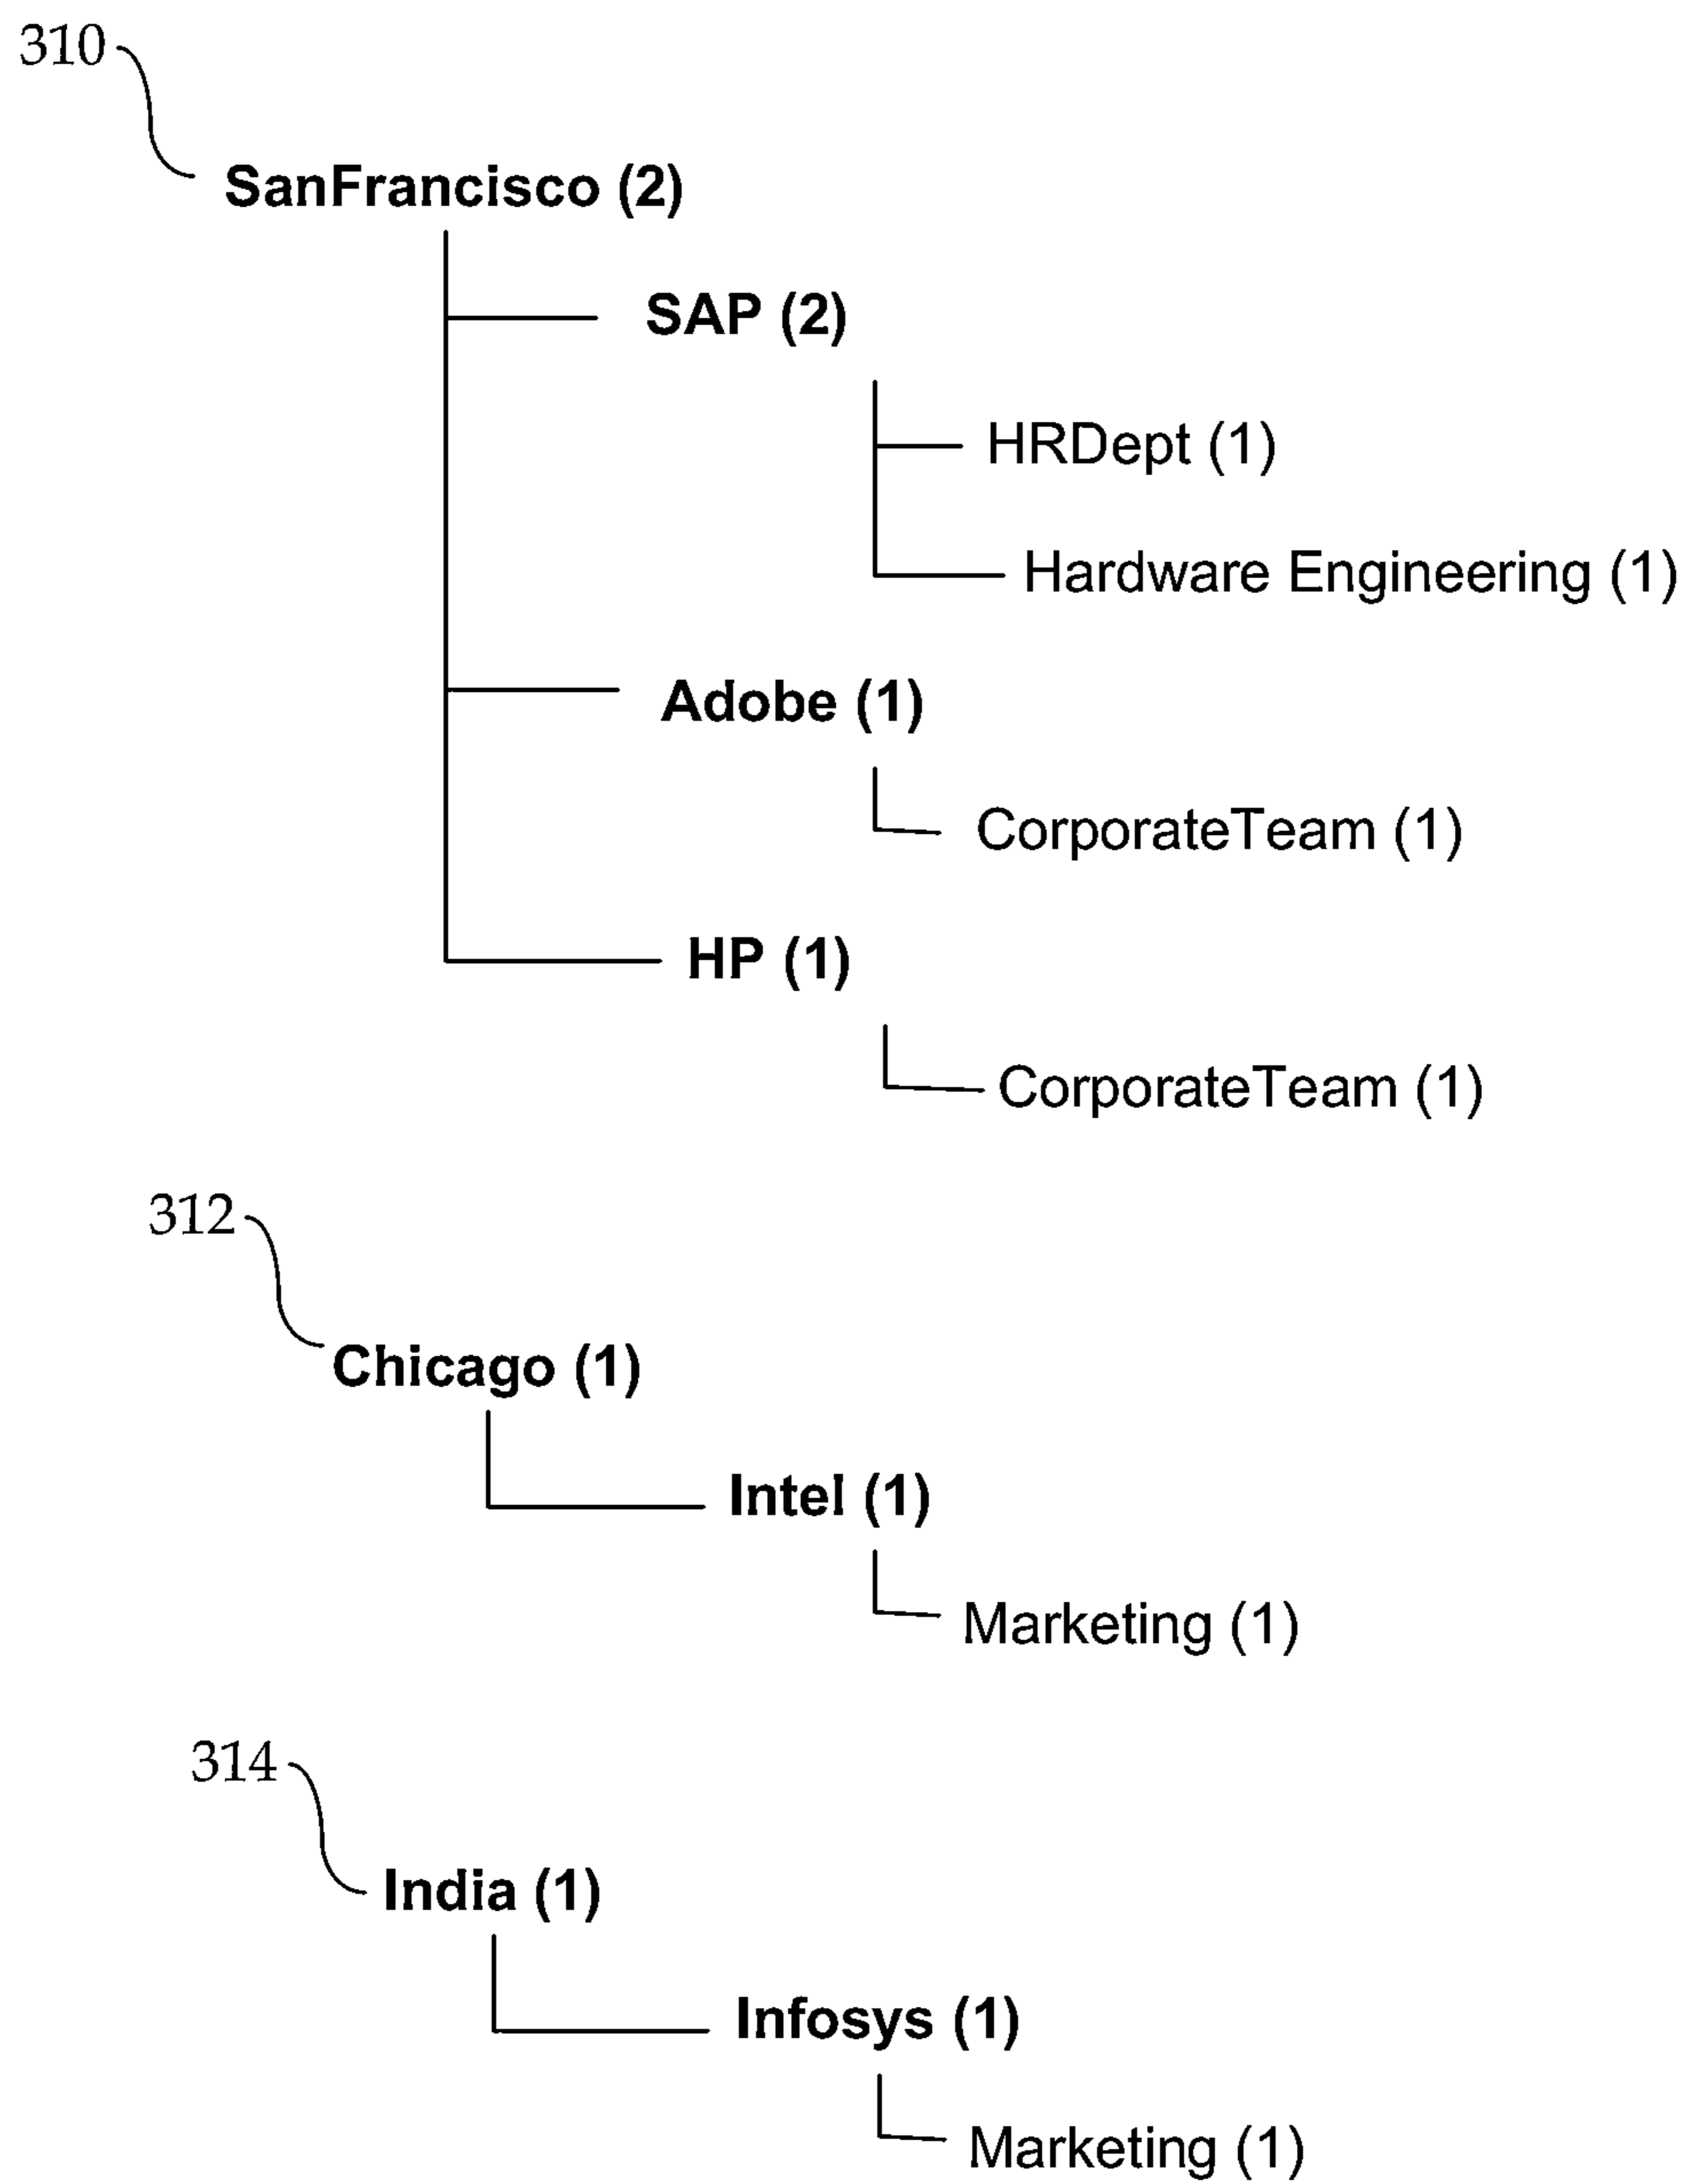 310
SanFrancisco (2)
SAP (2)
HRDept (1)
Hardware Engineering (1)
Adobe (1)
CorporateTeam (1)
HP (1)
CorporateTeam (1)
312
Chicago (1)
Intel (1)
Marketing (1)
314
India (1)
Infosys (1)
Marketing (1)